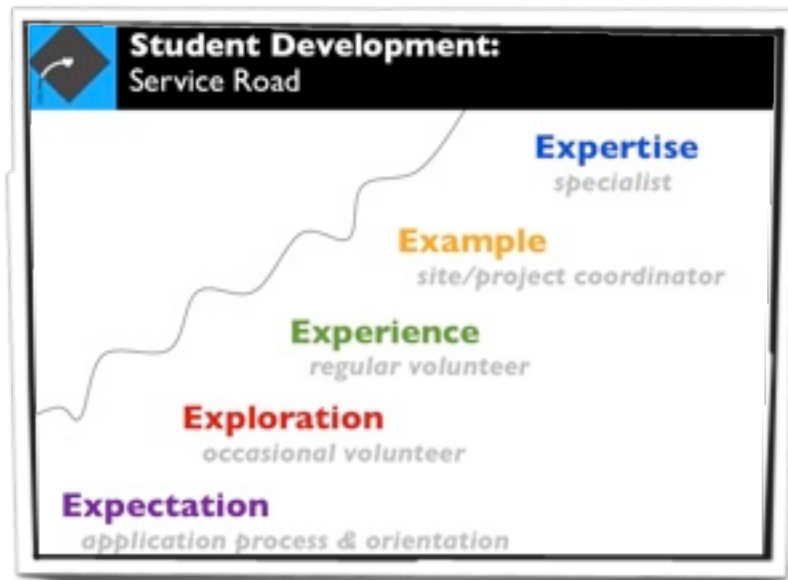 Student Development:
Service Road
Expertise
specialist
Example
site/project coordinator
Experience
regular volunteer
Exploration
occasional volunteer
Expectation
application process & orientation